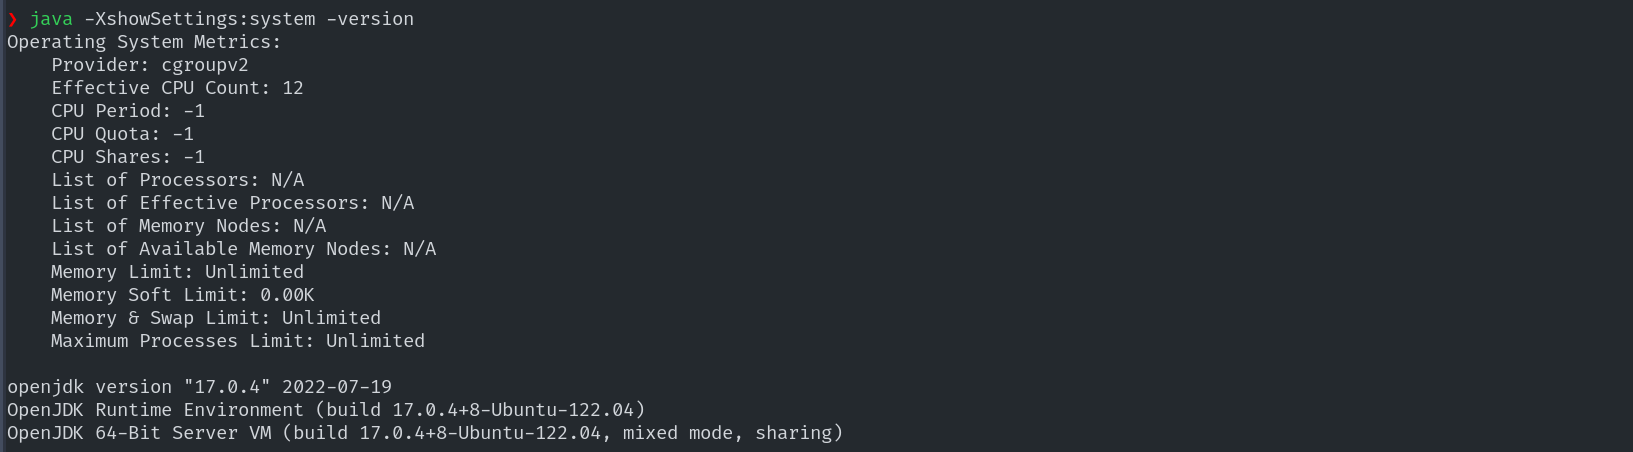 ❯ java -XshowSettings:system -version
Operating System Metrics:
    Provider: cgroupv2
    Effective CPU Count: 12
    CPU Period: -1
    CPU Quota: -1
    CPU Shares: -1
    List of Processors: N/A
    List of Effective Processors: N/A
    List of Memory Nodes: N/A
    List of Available Memory Nodes: N/A
    Memory Limit: Unlimited
    Memory Soft Limit: 0.00K
    Memory & Swap Limit: Unlimited
    Maximum Processes Limit: Unlimited

openjdk version "17.0.4" 2022-07-19
OpenJDK Runtime Environment (build 17.0.4+8-Ubuntu-122.04)
OpenJDK 64-Bit Server VM (build 17.0.4+8-Ubuntu-122.04, mixed mode, sharing)